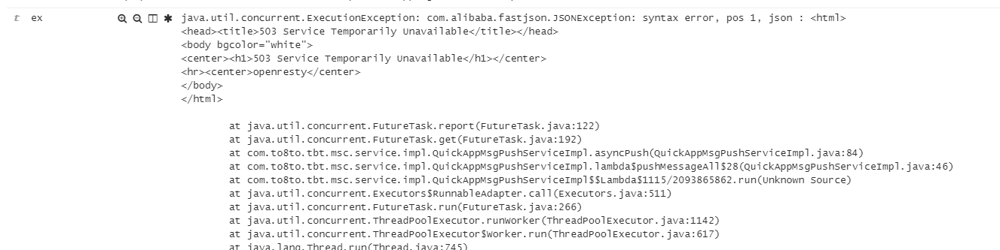 t ex java.util.concurrent.ExecutionException: com.alibaba.fastjson.JSONException: syntax error, pos 1, json : <html>
<head><title>503 Service Temporarily Unavailable</title></head>
<body bgcolor="white">
<center><h1>503 Service Temporarily Unavailable</h1></center>
<hr><center>openresty</center>
</body>
</html>
at java.util.concurrent.FutureTask.report(FutureTask.java:122)
at java.util.concurrent.FutureTask.get(FutureTask.java:192)
at com.to8to.tbt.msc.service.impl.QuickAppMsgPushServiceImpl.asyncPush(QuickAppMsgPushServiceImpl.java:84)
at com.to8to.tbt.msc.service.impl.QuickAppMsgPushServiceImpl.lambda$pushMessageAll$28(QuickAppMsgPushServiceImpl.java:46)
at com.to8to.tbt.msc.service.impl.QuickAppMsgPushServiceImpl$$Lambda$1115/2093865862.run(Unknown Source)
at java.util.concurrent.Executors$RunnableAdapter.call(Executors.java:511)
at java.util.concurrent.FutureTask.run(FutureTask.java:266)
at java.util.concurrent.ThreadPoolExecutor.runWorker(ThreadPoolExecutor.java:1142)
at java.util.concurrent.ThreadPoolExecutor$Worker.run(ThreadPoolExecutor.java:617)
at java.lang.Thread.run(Thread.java:745)